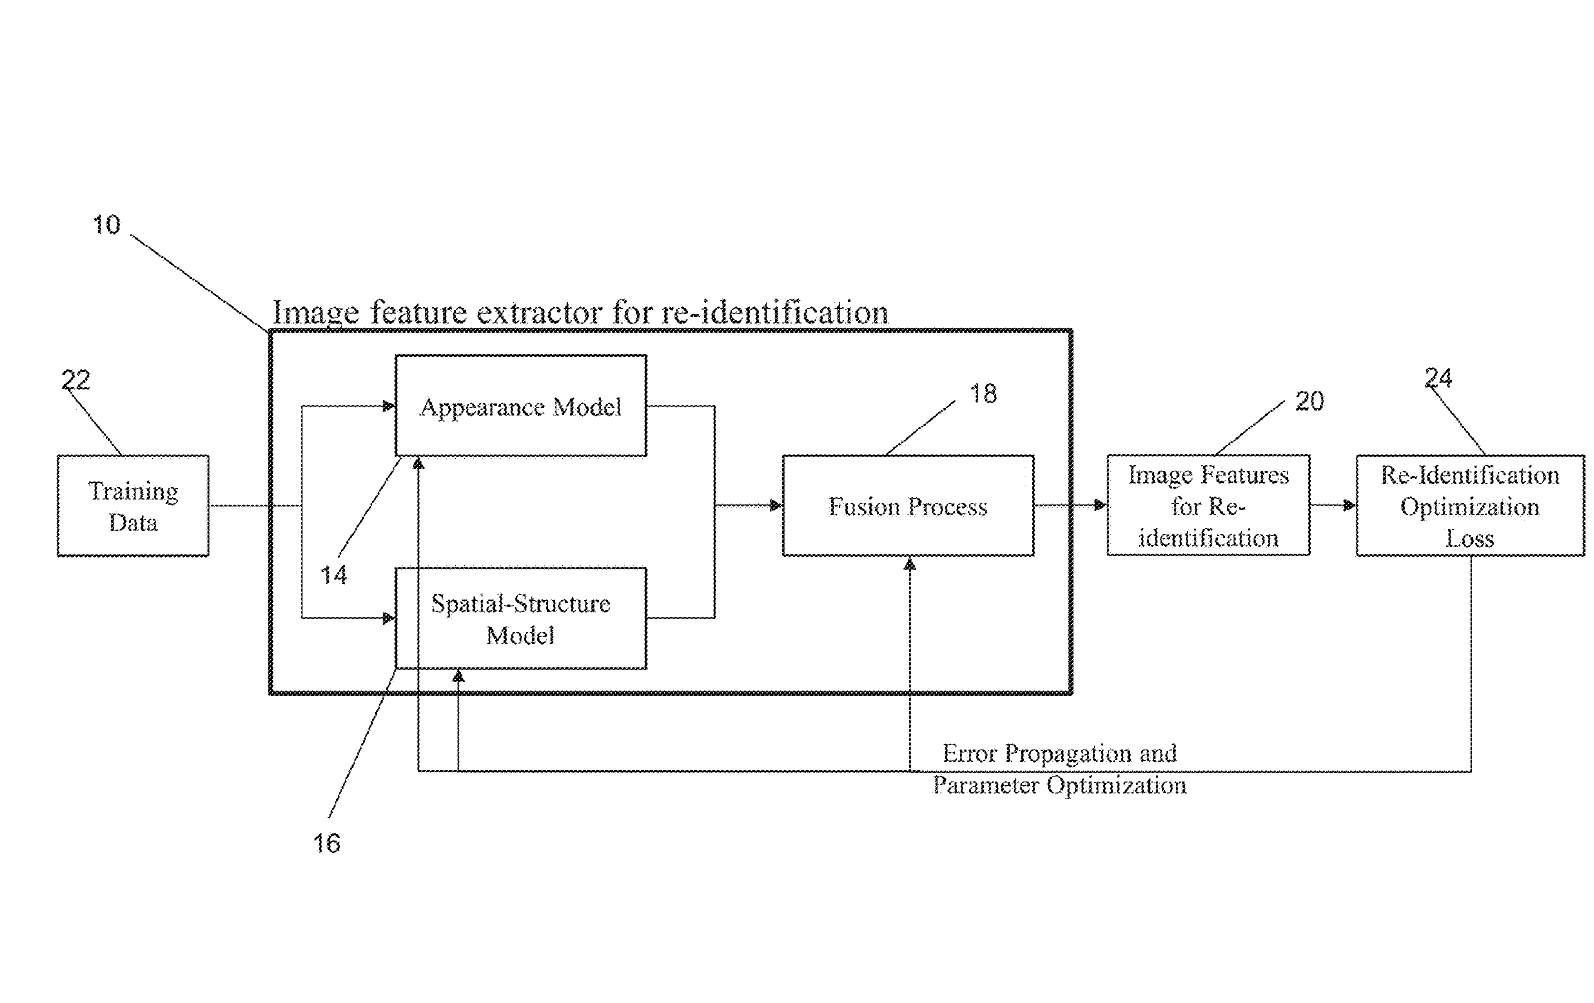 10
Image feature extractor for re-identification
22
Training
Data
Appearance Model
14
Spatial-Structure
Model
16
18
Fusion Process
20
Image Features
for Re-
identification
24
Re-Identification
Optimization
Loss
Error Propagation and
Parameter Optimization